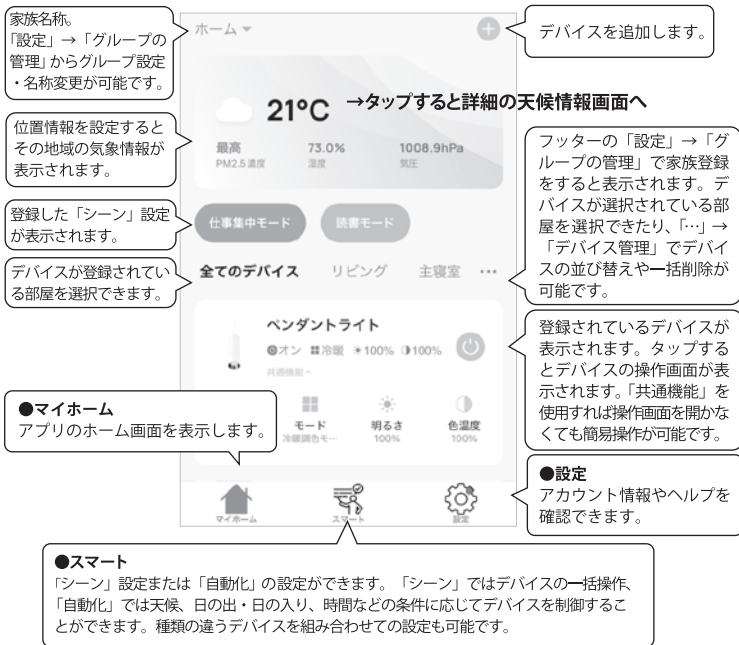 家族名称。
「設定」→「グループの
管理」からグループ設定
・名称変更が可能です。
ホーム
デバイスを追加します。
21°C →タップすると詳細の天候情報画面へ
最高 73.0% 1008.9hPa
PM2.5 濃度 湿度 気圧
位置情報を設定すると
その地域の気象情報が
表示されます。
フッターの「設定」→「グ
ループの管理」で家族登録
をすると表示されます。デ
バイスが選択されている部
屋を選択できたり、「…」→
「デバイス管理」でデバイ
スの並び替えや一括削除が
可能です。
登録した「シーン」設定
が表示されます。
仕事集中モード 読書モード
デバイスが登録されてい
る部屋を選択できます。
全てのデバイス リビング 主寝室 …
ペンダントライト
オン 冷暖 100% 100%
共通機能
モード 明るさ 色温度
冷暖調色モ… 100% 100%
登録されているデバイスが
表示されます。タップする
とデバイスの操作画面が表
示されます。「共通機能」を
使用すれば操作画面を開かな
くても簡易操作が可能です。
●マイホーム
アプリのホーム画面を表示します。
●設定
アカウント情報やヘルプを
確認できます。
マイホーム スマート 設定
●スマート
「シーン」設定または「自動化」の設定ができます。「シーン」ではデバイスの一括操作、
「自動化」では天候、日の出・日の入り、時間などの条件に応じてデバイスを制御するこ
とができます。種類の違うデバイスを組み合わせての設定も可能です。